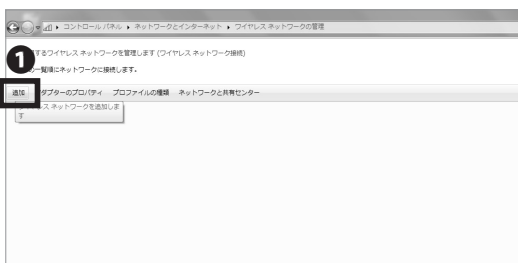 ▸ コントロール パネル ▸ ネットワークとインターネット ▸ ワイヤレス ネットワークの管理
するワイヤレス ネットワークを管理します (ワイヤレス ネットワーク接続)
1
の一覧順にネットワークに接続します。
追加 アダプターのプロパティ プロファイルの種類 ネットワークと共有センター
レス ネットワークを追加しま
す